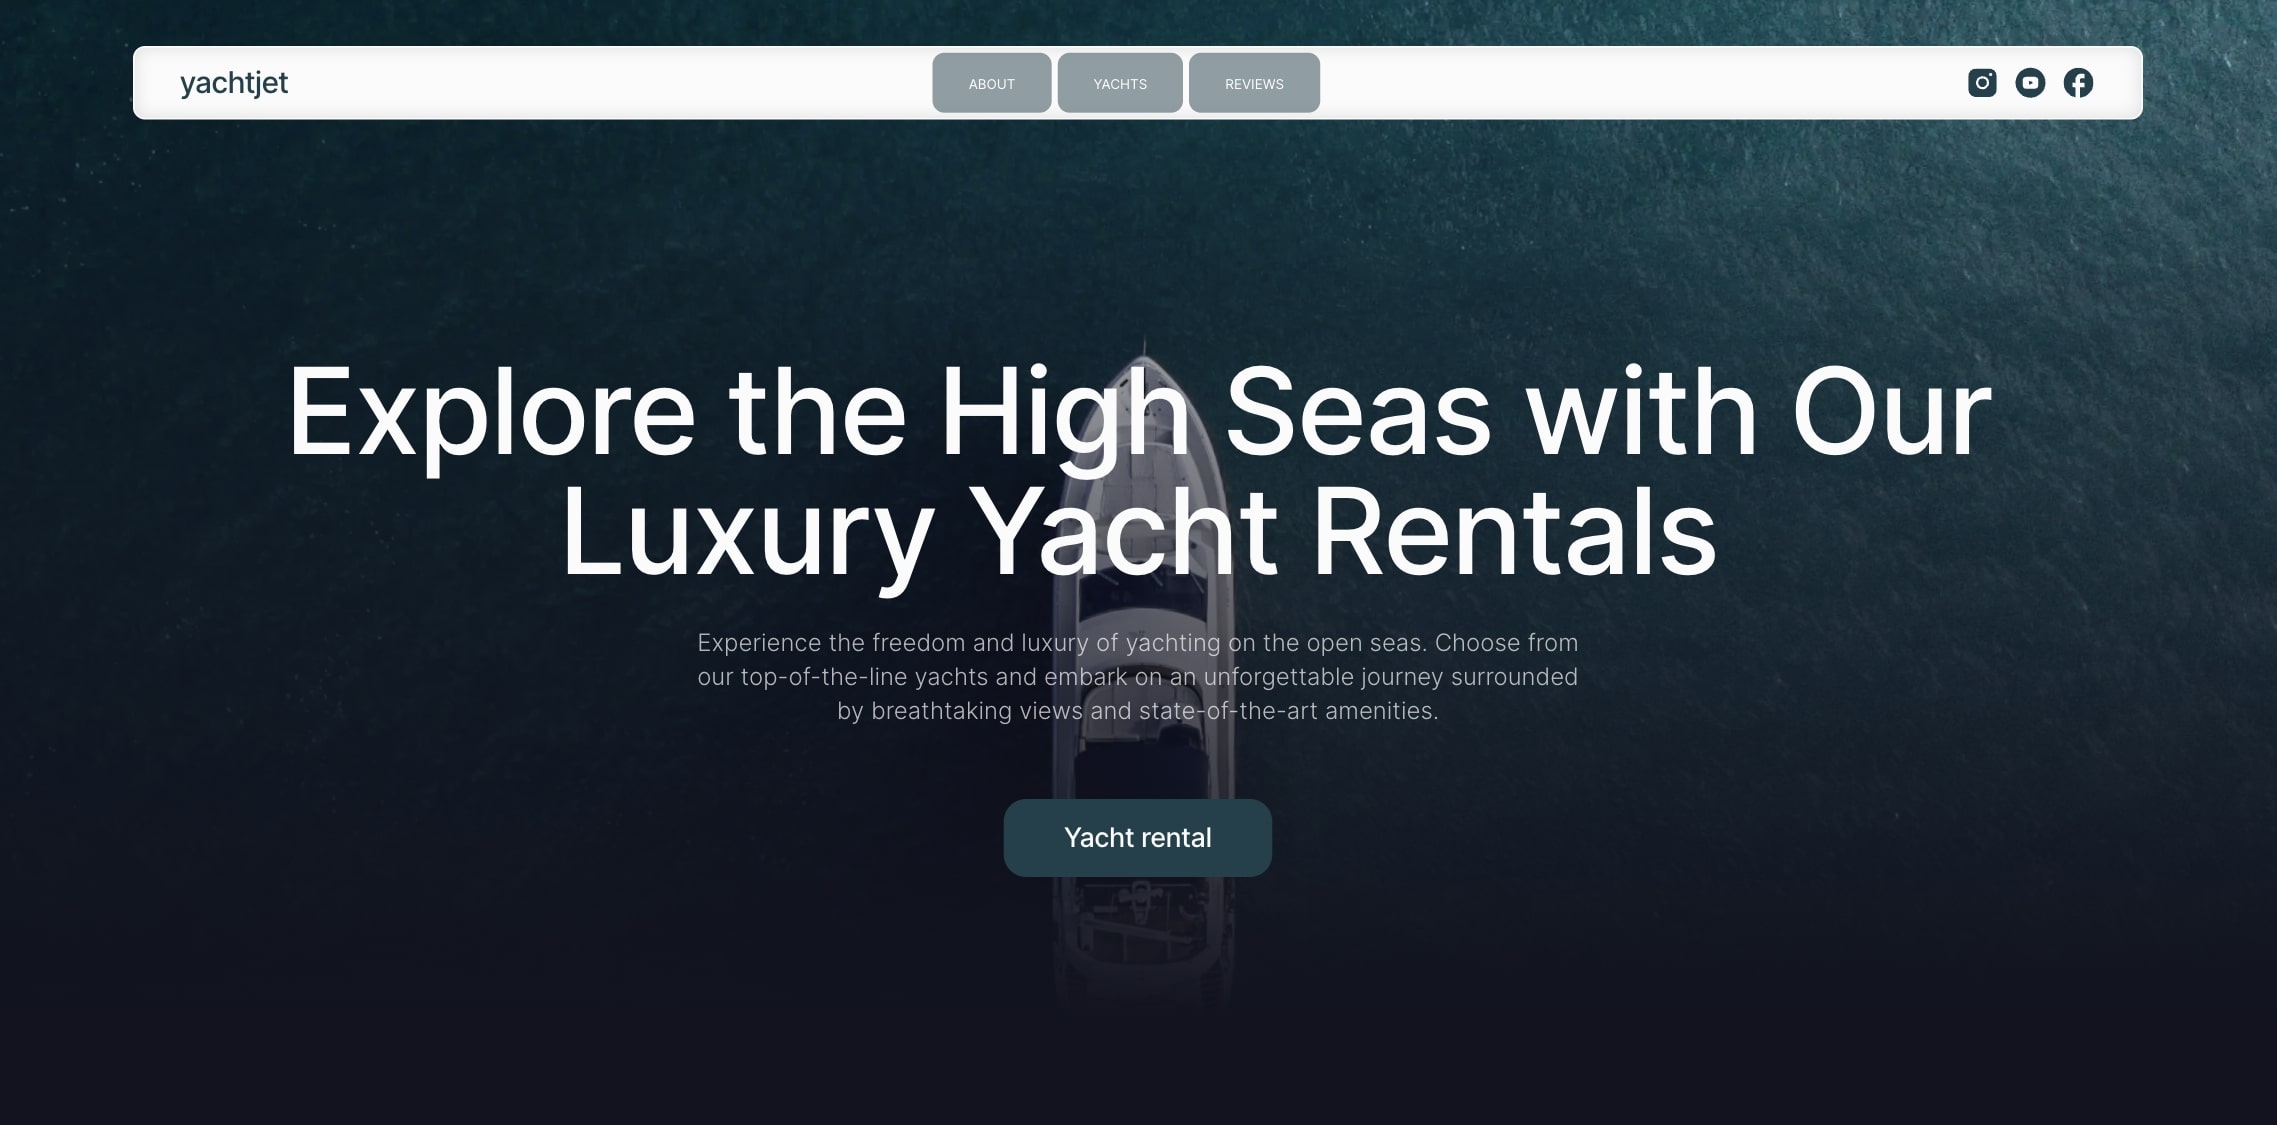 yachtjet
ABOUT
YACHTS
REVIEWS
Explore the High Seas with Our
Luxury Yacht Rentals
Experience the freedom and luxury of yachting on the open seas. Choose from
our top-of-the-line yachts and embark on an unforgettable journey surrounded
by breathtaking views and state-of-the-art amenities.
Yacht rental